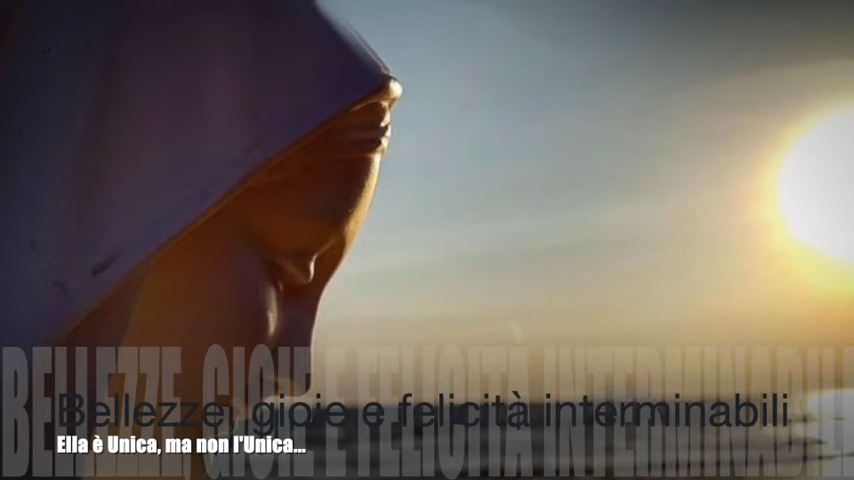 BELLEZZE, GIOIE E FELICITÀ INTERMINABILI
Bellezze, gioie e felicità interminabili
Ella è Unica, ma non l'Unica...